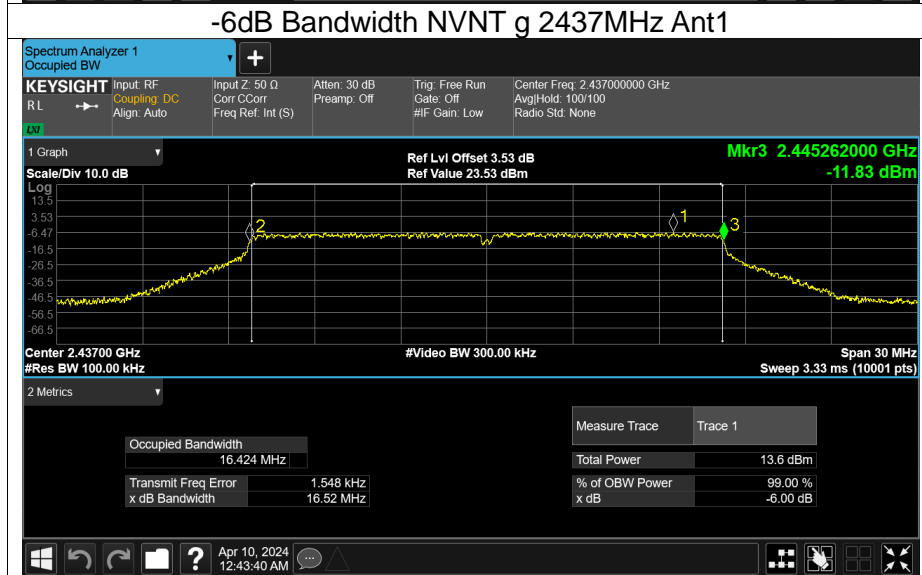 -6dB Bandwidth NVNT g 2437MHz Ant1
Spectrum Analyzer 1
Occupied BW
+
KEYSIGHT Input: RF Input Z: 50 Ω Atten: 30 dB Trig: Free Run Center Freq: 2.437000000 GHz
R L Coupling: DC Corr CCorr Preamp: Off Gate: Off Avg|Hold: 100/100
Align: Auto Freq Ref: Int (S) #IF Gain: Low Radio Std: None
LXI
1 Graph Ref Lvl Offset 3.53 dB Mkr3 2.445262000 GHz
Scale/Div 10.0 dB Ref Value 23.53 dBm -11.83 dBm
Log
13.5
3.53
-6.47
-16.5
-26.5
-36.5
-46.5
-56.5
-66.5
2
1
3
Center 2.43700 GHz #Video BW 300.00 kHz Span 30 MHz
#Res BW 100.00 kHz Sweep 3.33 ms (10001 pts)
2 Metrics
Measure Trace Trace 1
Occupied Bandwidth
16.424 MHz Total Power 13.6 dBm
Transmit Freq Error 1.548 kHz % of OBW Power 99.00 %
x dB Bandwidth 16.52 MHz x dB -6.00 dB
? Apr 10, 2024
12:43:40 AM